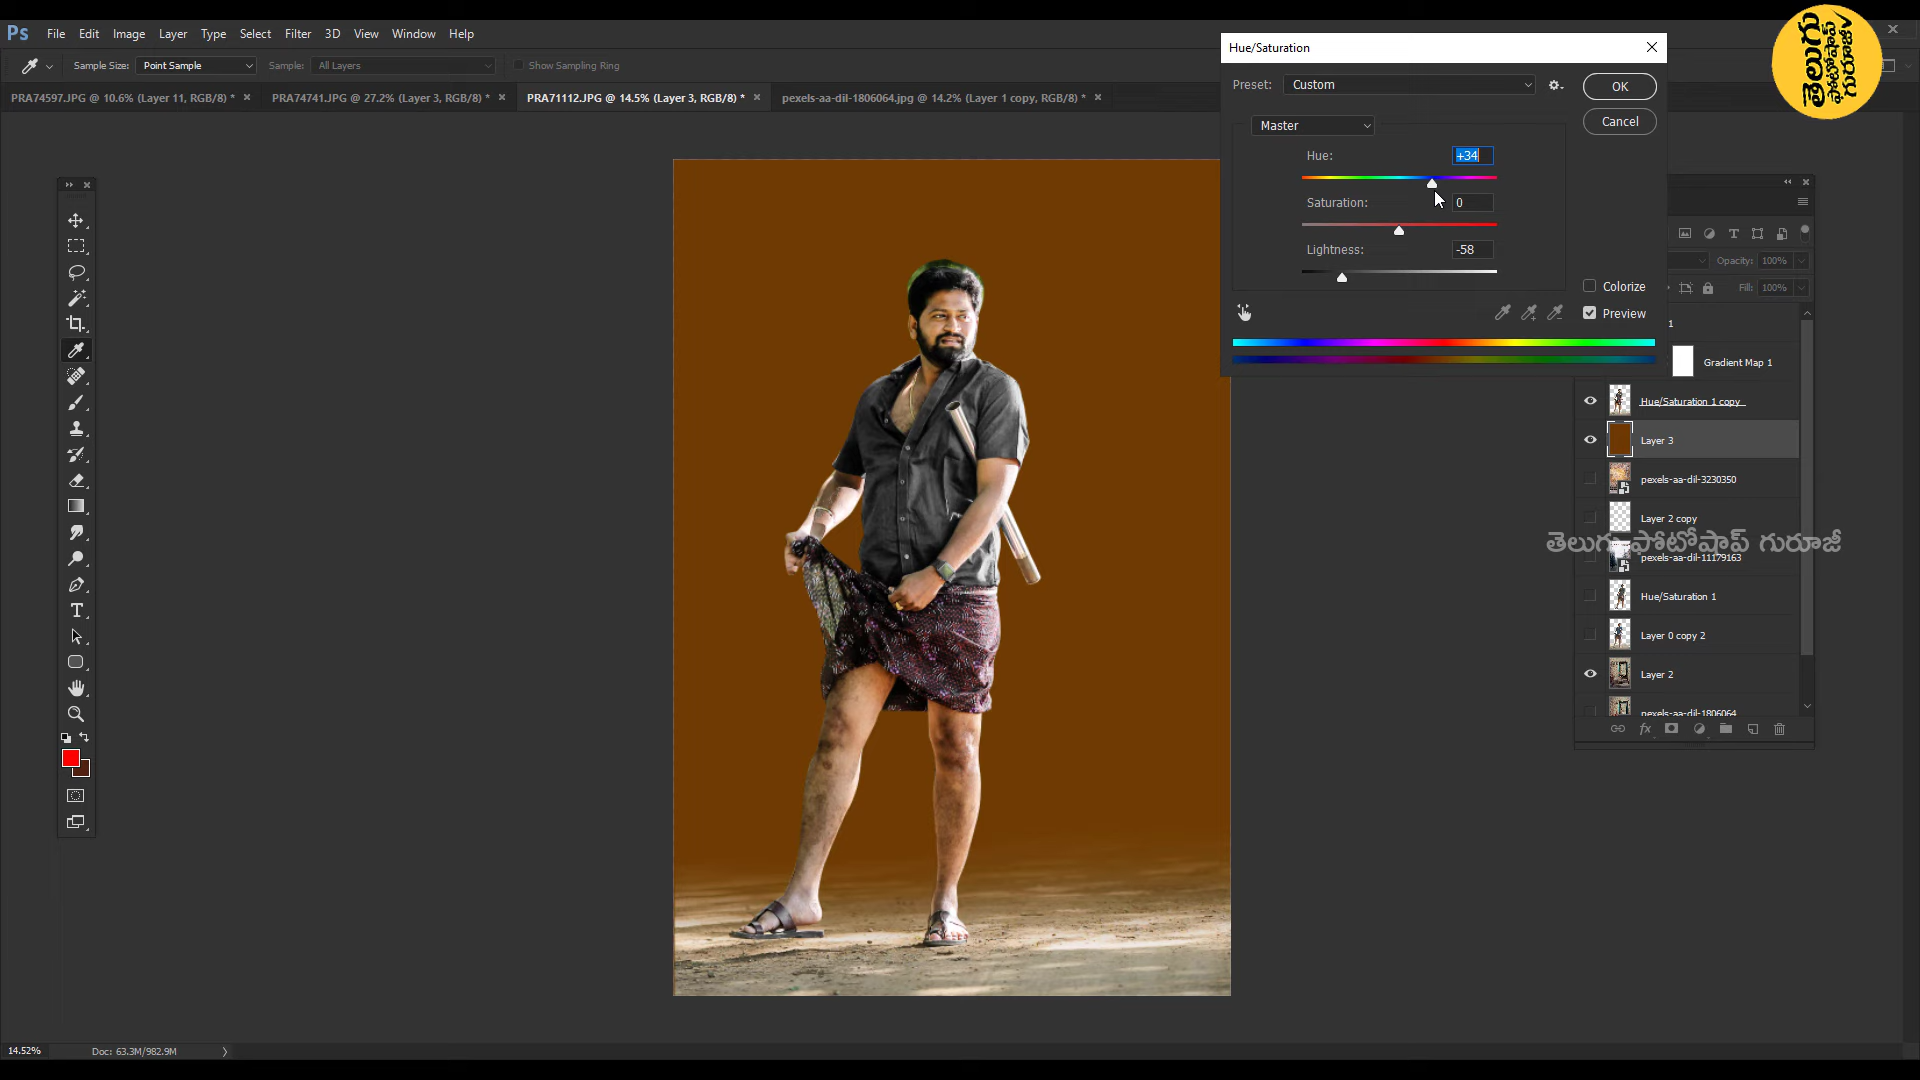 Ps File Edit Image Layer Type Select Filter 3D View Window Help
Sample Size: Point Sample Sample: All Layers Show Sampling Ring
PRA74597.JPG @ 10.6% (Layer 11, RGB/8) * PRA74741.JPG @ 27.2% (Layer 3, RGB/8) * PRA71112.JPG @ 14.5% (Layer 3, RGB/8) * pexels-aa-dil-1806064.jpg @ 14.2% (Layer 1 copy, RGB/8) *
Hue/Saturation
Preset: Custom
OK
Master
Cancel
Hue: +34
Saturation: 0
Lightness: -58
Colorize
Preview
తెలుగు
ఫోటోషాప్
గురూజీ
Opacity: 100%
Fill: 100%
1
Gradient Map 1
Hue/Saturation 1 copy
Layer 3
pexels-aa-dil-3230350
Layer 2 copy
తెలుగు ఫోటోషాప్ గురూజీ
pexels-aa-dil-11179163
Hue/Saturation 1
Layer 0 copy 2
Layer 2
pexels-aa-dil-1806064
fx
14.52% Doc: 63.3M/982.9M